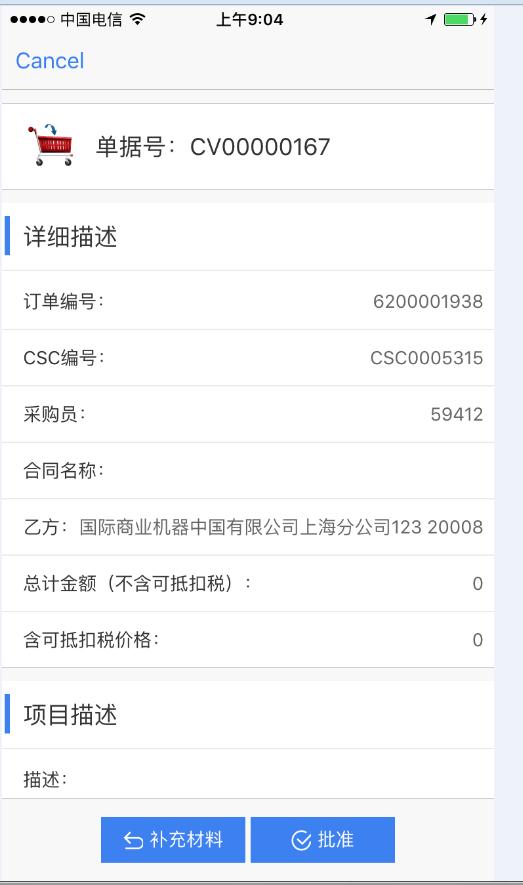 中国电信 上午9:04
Cancel
单据号：CV00000167
详细描述
订单编号： 6200001938
CSC编号： CSC0005315
采购员： 59412
合同名称：
乙方： 国际商业机器中国有限公司上海分公司123 20008
总计金额（不含可抵扣税）： 0
含可抵扣税价格： 0
项目描述
描述：
补充材料 批准